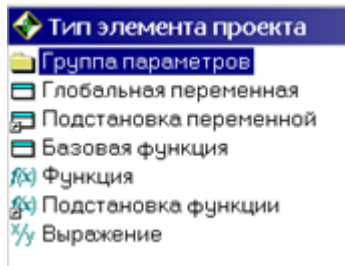 Тип элемента проекта
Группа параметров
Глобальная переменная
Подстановка переменной
Базовая функция
f(x) Функция
f(x) Подстановка функции
x/y Выражение